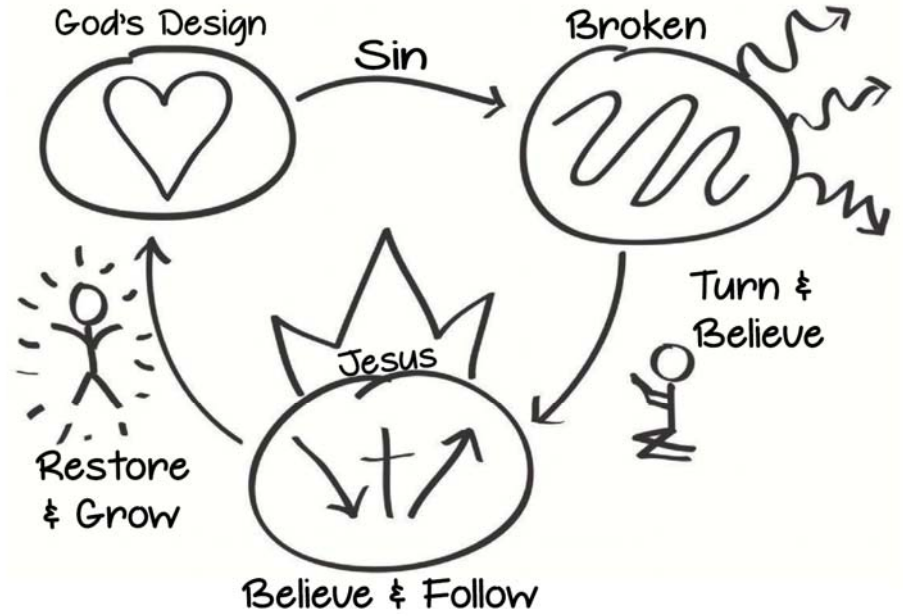 God's Design
Sin
Broken
Turn &
Believe
Jesus
Believe & Follow
Restore
& Grow